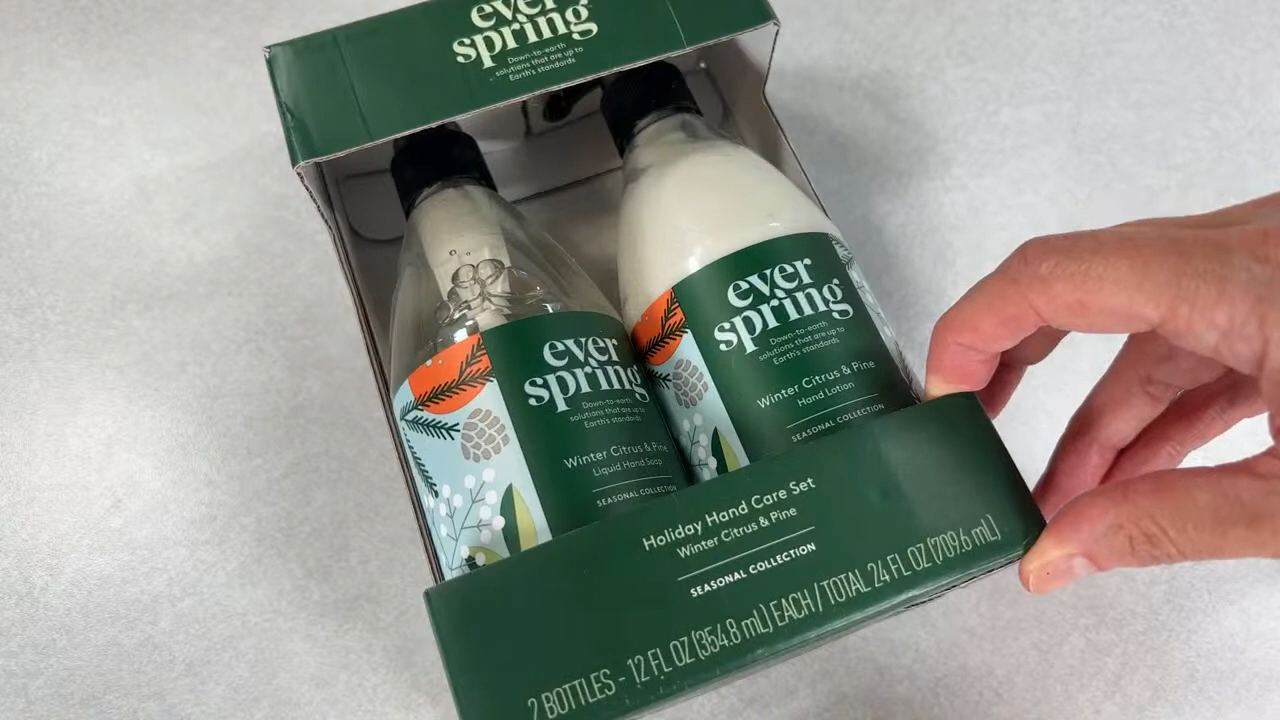 ever
spring
Down-to-earth
solutions that are up to
Earth's standards
ever
spring
Down-to-earth
solutions that are up to
Earth's standards
Winter Citrus & Pine
Liquid Hand Soap
SEASONAL COLLECTION
ever
spring
Down-to-earth
solutions that are up to
Earth's standards
Winter Citrus & Pine
Hand Lotion
SEASONAL COLLECTION
Holiday Hand Care Set
Winter Citrus & Pine
SEASONAL COLLECTION
2 BOTTLES - 12 FL OZ (354.8 mL) EACH / TOTAL 24 FL OZ (709.6 mL)